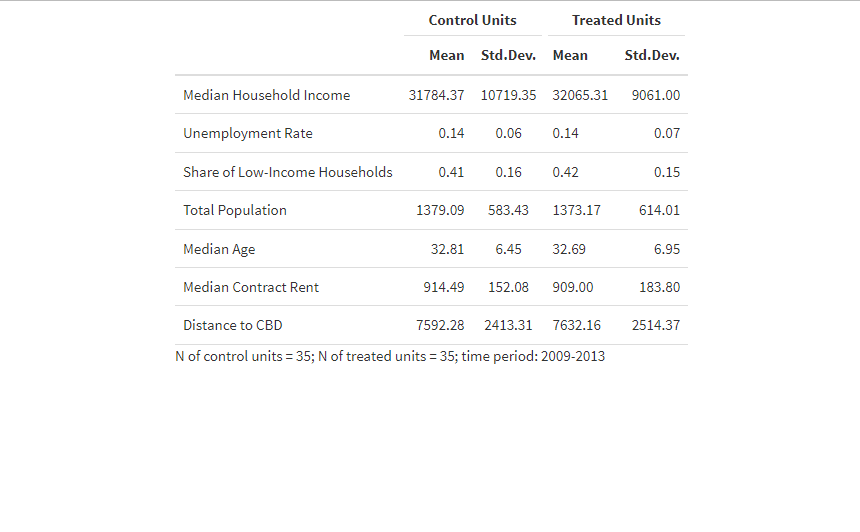 Control Units Treated Units
Mean Std.Dev. Mean Std.Dev.
Median Household Income 31784.37 10719.35 32065.31 9061.00
Unemployment Rate 0.14 0.06 0.14 0.07
Share of Low-Income Households 0.41 0.16 0.42 0.15
Total Population 1379.09 583.43 1373.17 614.01
Median Age 32.81 6.45 32.69 6.95
Median Contract Rent 914.49 152.08 909.00 183.80
Distance to CBD 7592.28 2413.31 7632.16 2514.37
N of control units = 35; N of treated units = 35; time period: 2009-2013